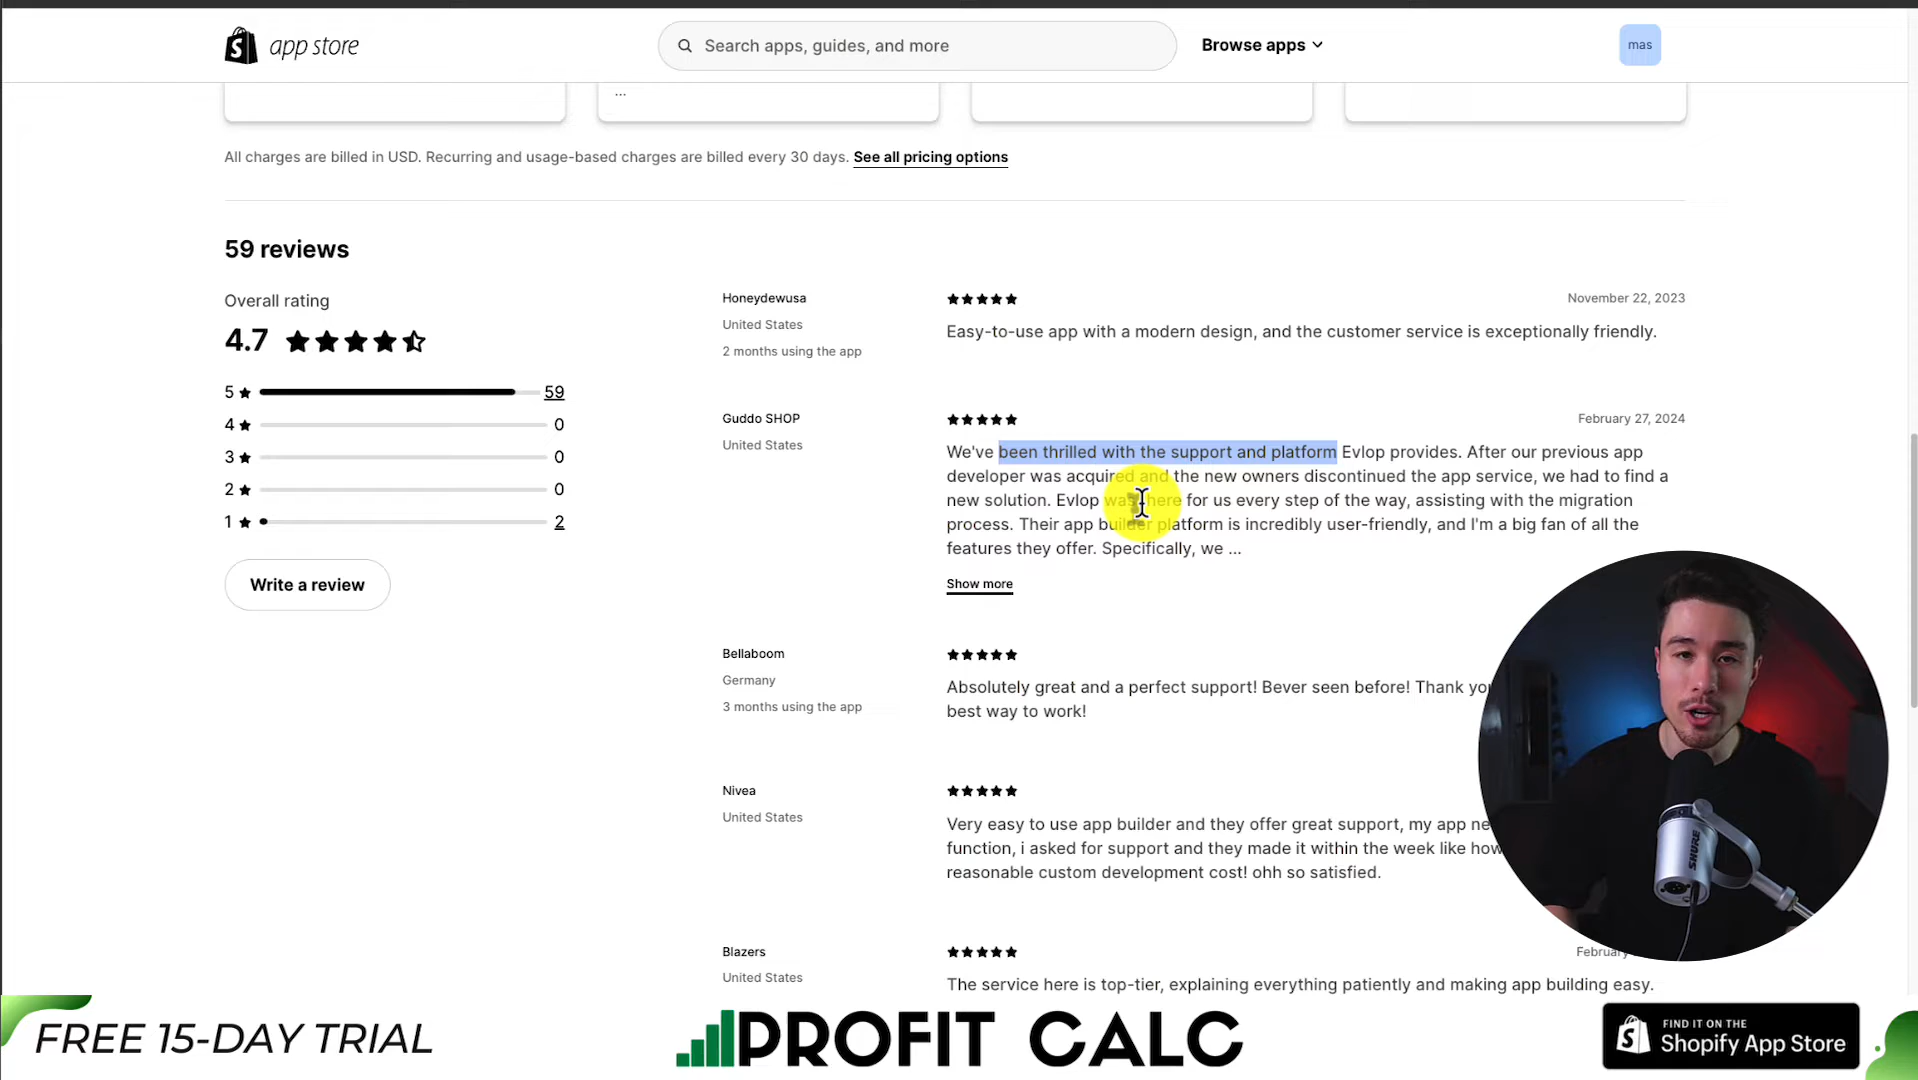 app store
Search apps, guides, and more
Browse apps
mas
...
All charges are billed in USD. Recurring and usage-based charges are billed every 30 days. See all pricing options
59 reviews
Overall rating
4.7
5 59
4 0
3 0
2 0
1 2
Write a review
Honeydewusa
United States
2 months using the app
November 22, 2023
Easy-to-use app with a modern design, and the customer service is exceptionally friendly.
Guddo SHOP
United States
February 27, 2024
We've been thrilled with the support and platform Evlop provides. After our previous app
developer was acquired and the new owners discontinued the app service, we had to find a
new solution. Evlop was there for us every step of the way, assisting with the migration
process. Their app builder platform is incredibly user-friendly, and I'm a big fan of all the
features they offer. Specifically, we ...
Show more
Bellaboom
Germany
3 months using the app
Absolutely great and a perfect support! Bever seen before! Thank you
best way to work!
Nivea
United States
Very easy to use app builder and they offer great support, my app
function, i asked for support and they made it within the week like how
reasonable custom development cost! ohh so satisfied.
Blazers
United States
The service here is top-tier, explaining everything patiently and making app building easy.
SHURE
FREE 15-DAY TRIAL
PROFIT CALC
FIND IT ON THE
Shopify App Store